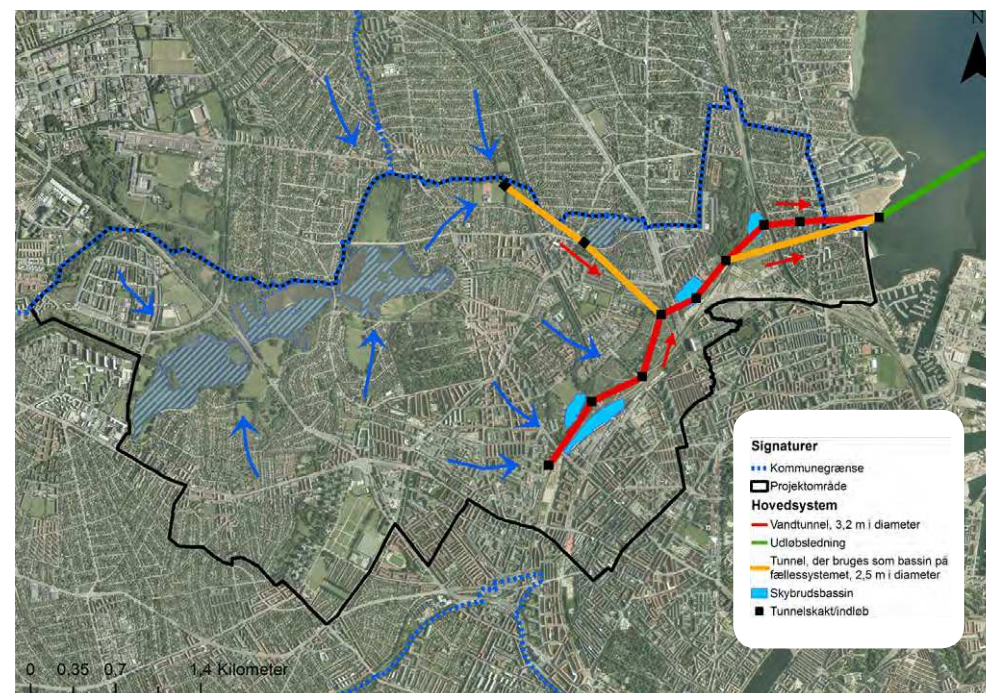 N
Signaturer
Kommunegrænse
Projektområde
Hovedsystem
Vandtunnel, 3,2 m i diameter
Udløbsledning
Tunnel, der bruges som bassin på
fællessystemet, 2,5 m i diameter
Skybrudsbassin
Tunnelskakt/indløb
0 0,35 0,7 1,4 Kilometer